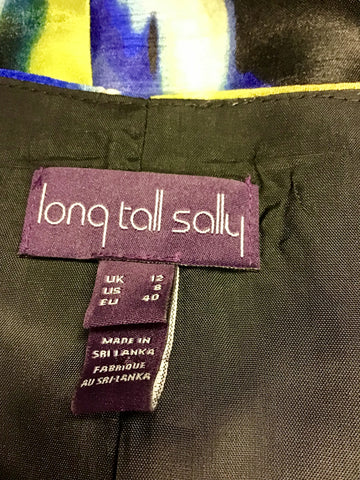 long tall sally
UK 12
US 8
EU 40
MADE IN
SRI LANKA
FABRIQUE
AU SRI-LANKA